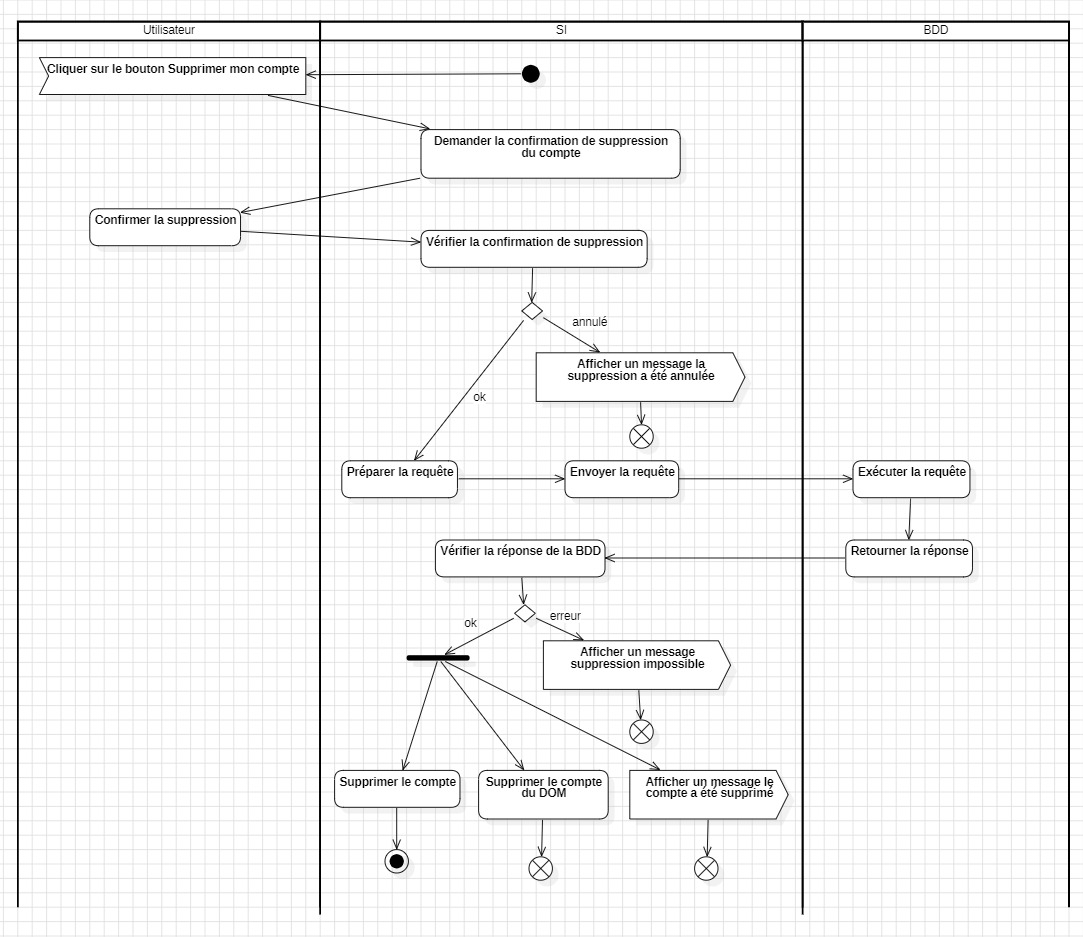 Utilisateur
SI
BDD
Cliquer sur le bouton Supprimer mon compte
Demander la confirmation de suppression
du compte
Confirmer la suppression
Vérifier la confirmation de suppression
annulé
Afficher un message la
suppression a été annulée
ok
Préparer la requête
Envoyer la requête
Exécuter la requête
Vérifier la réponse de la BDD
Retourner la réponse
ok
erreur
Afficher un message
suppression impossible
Supprimer le compte
Supprimer le compte
du DOM
Afficher un message le
compte a été supprimé